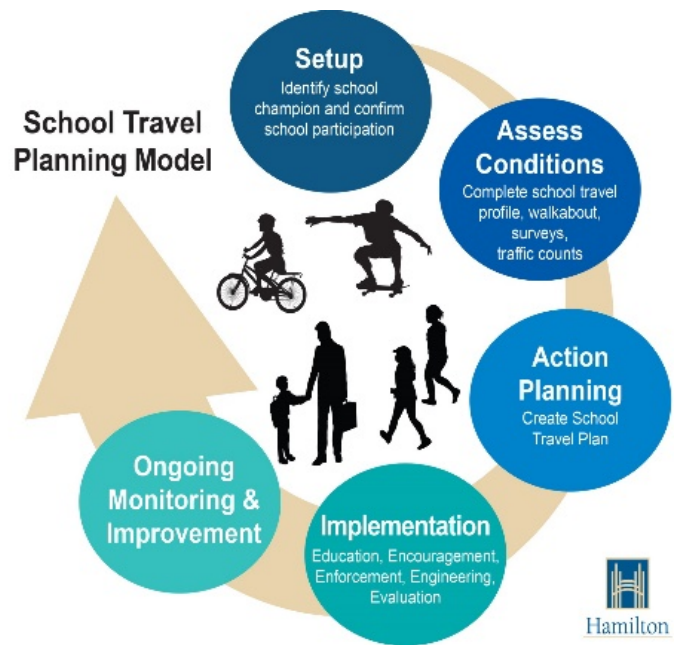 School Travel
Planning Model
Setup
Identify school
champion and confirm
school participation
Assess
Conditions
Complete school travel
profile, walkabout,
surveys,
traffic counts
Action
Planning
Create School
Travel Plan
Implementation
Education, Encouragement,
Enforcement, Engineering,
Evaluation
Ongoing
Monitoring &
Improvement
Hamilton